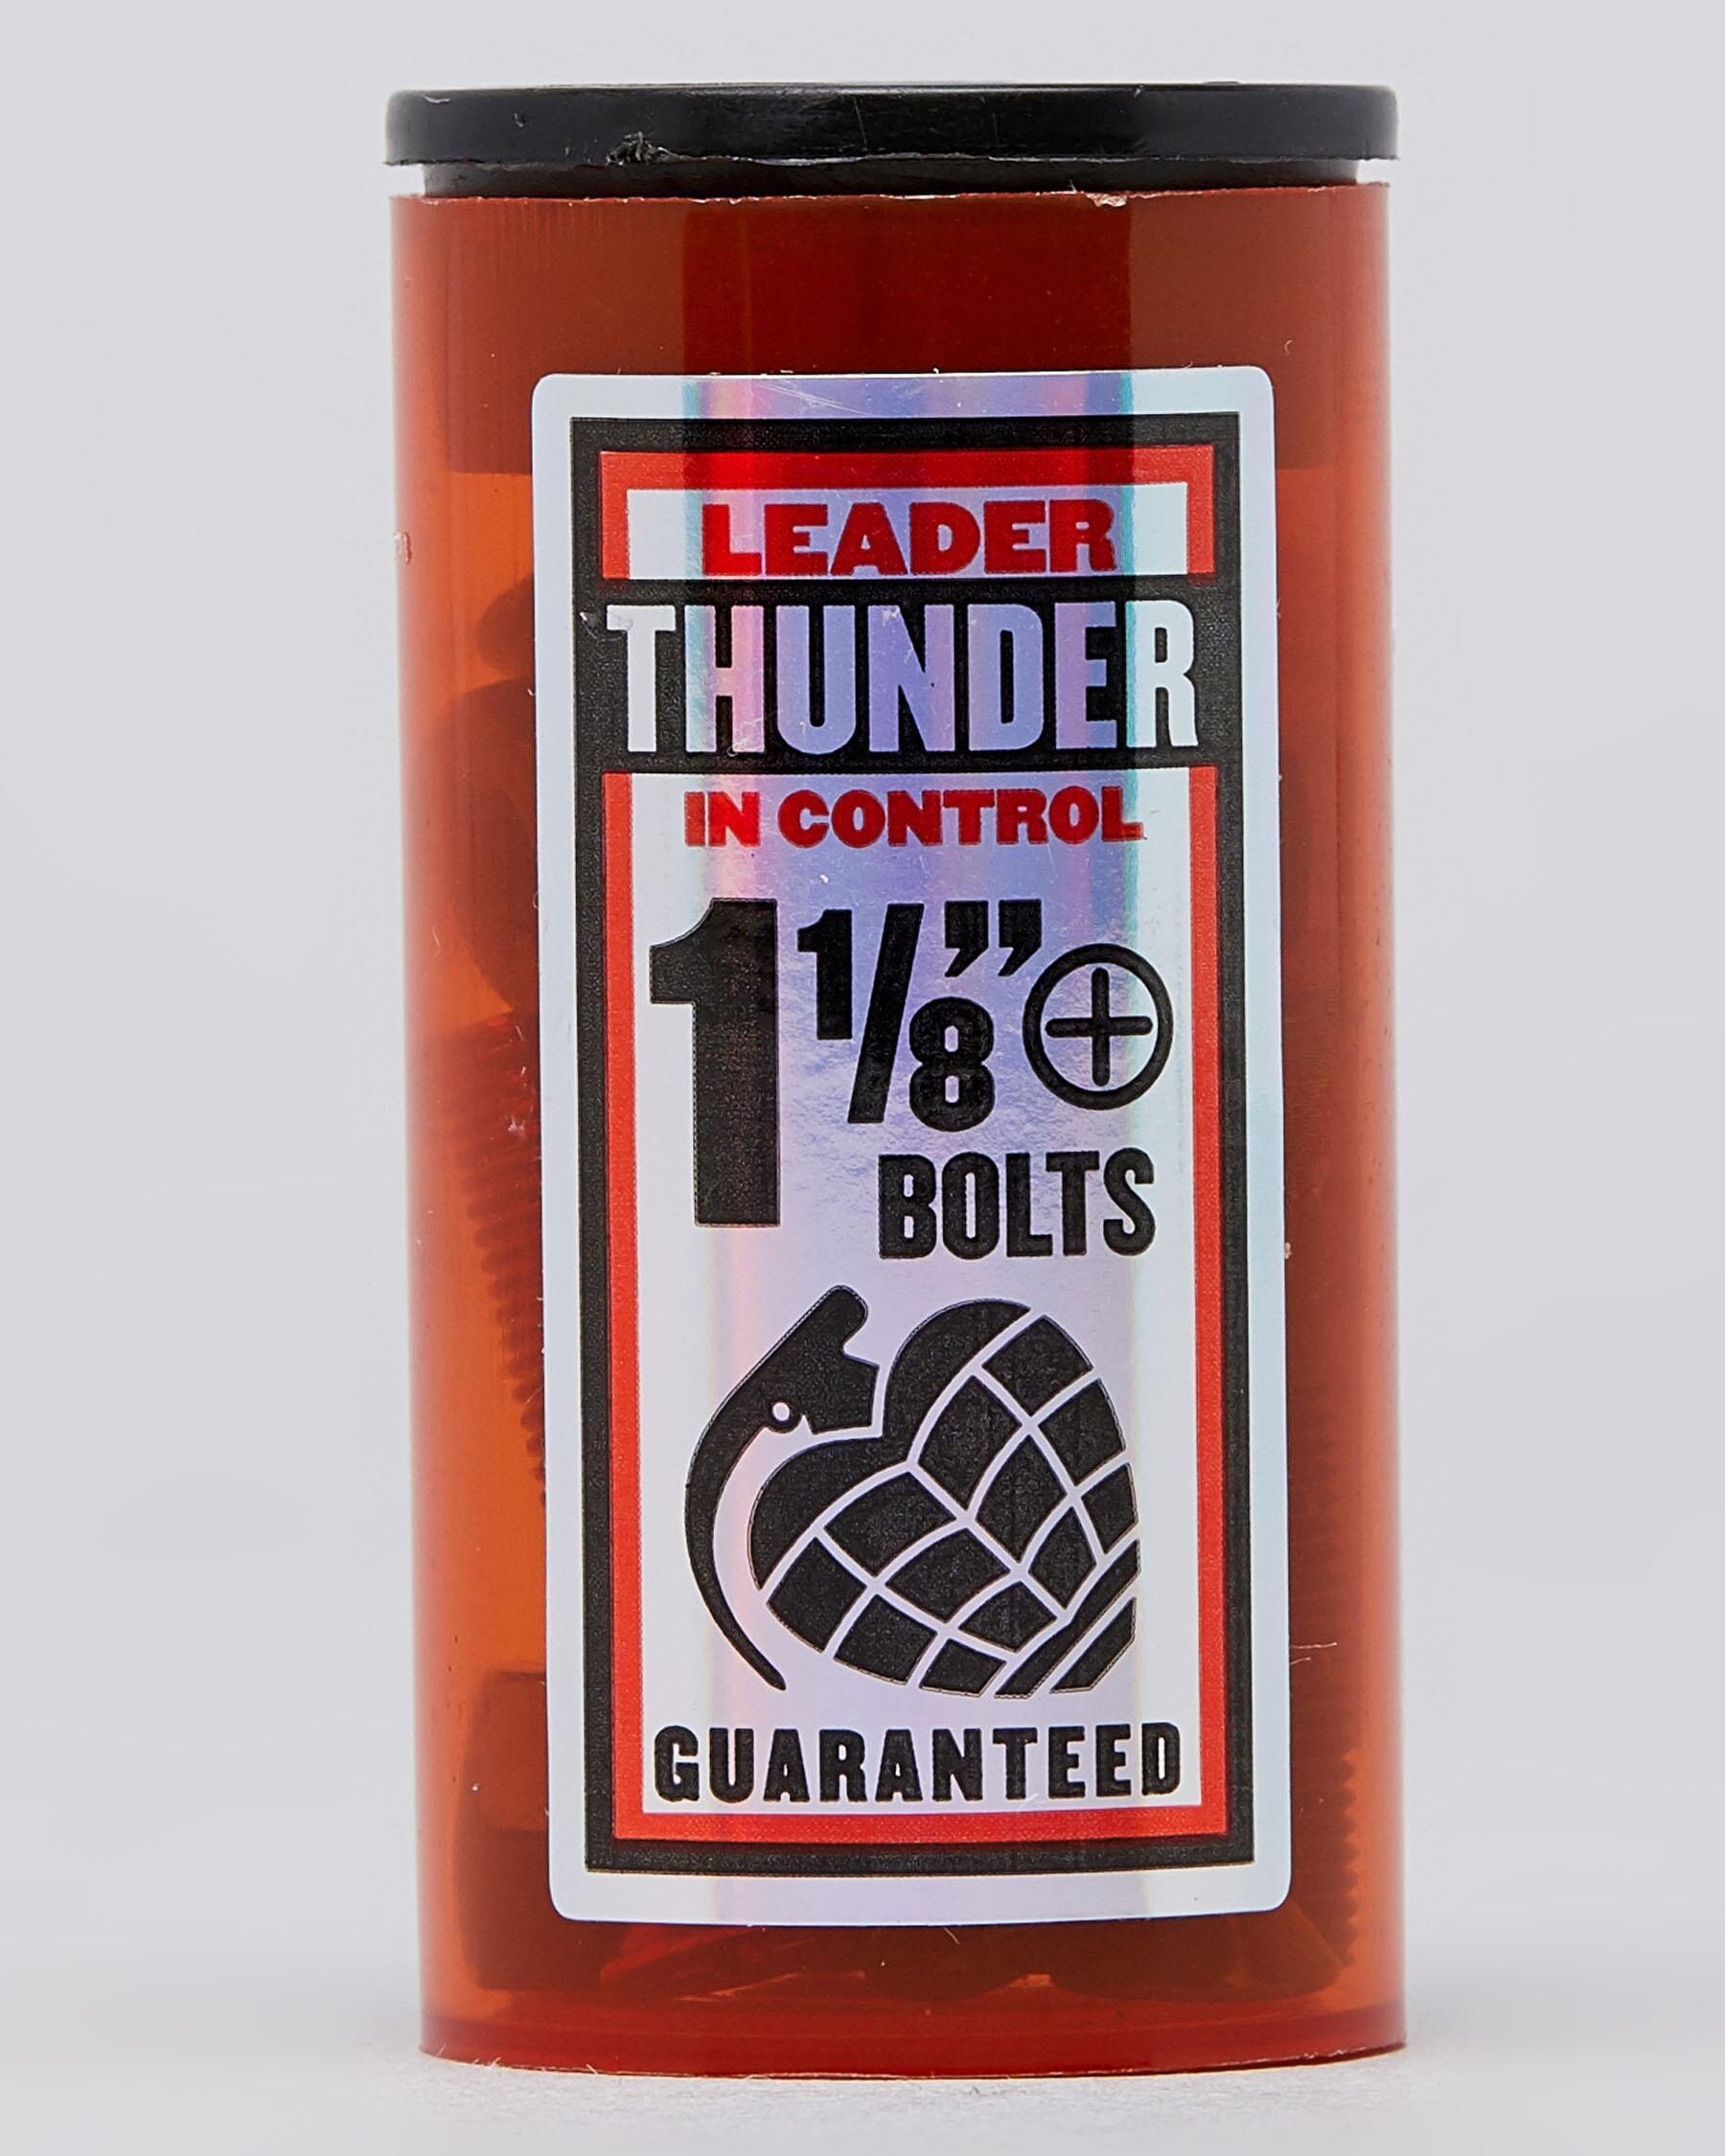 LEADER
THUNDER
IN CONTROL
1 1/8”
BOLTS
GUARANTEED